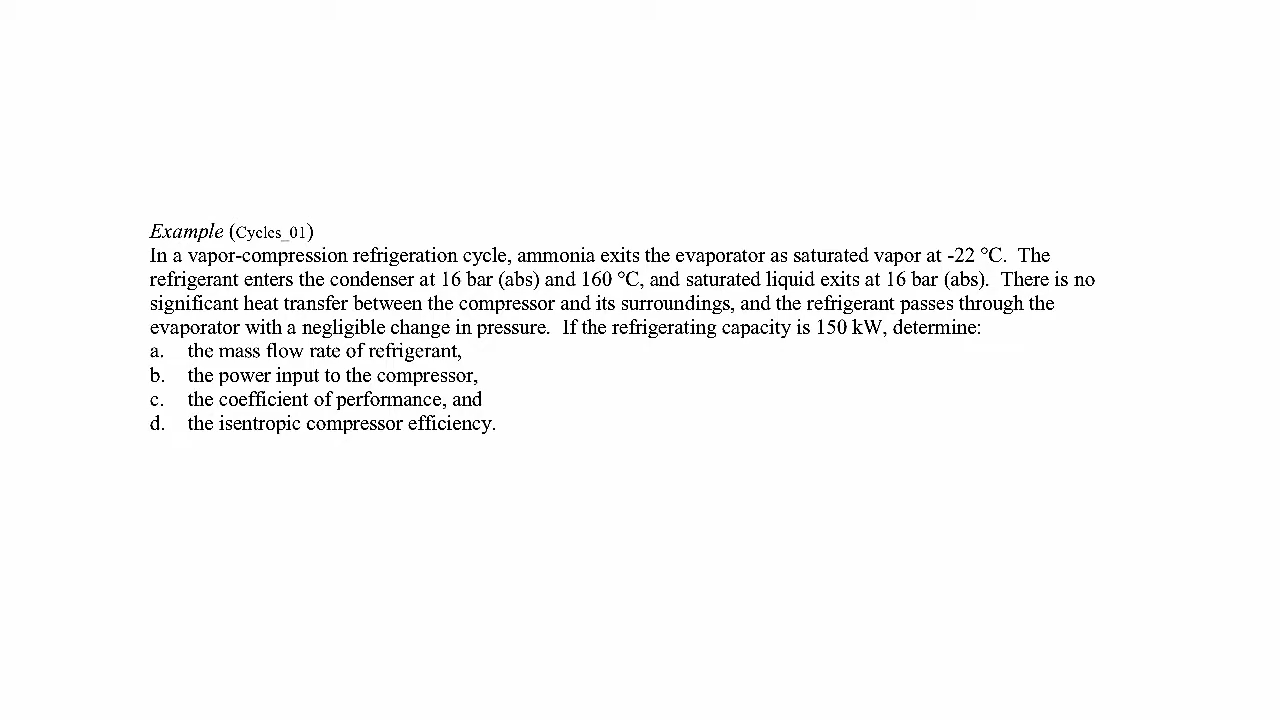 Example (Cycles_01)
In a vapor-compression refrigeration cycle, ammonia exits the evaporator as saturated vapor at -22 °C. The
refrigerant enters the condenser at 16 bar (abs) and 160 °C, and saturated liquid exits at 16 bar (abs). There is no
significant heat transfer between the compressor and its surroundings, and the refrigerant passes through the
evaporator with a negligible change in pressure. If the refrigerating capacity is 150 kW, determine:
a. the mass flow rate of refrigerant,
b. the power input to the compressor,
c. the coefficient of performance, and
d. the isentropic compressor efficiency.